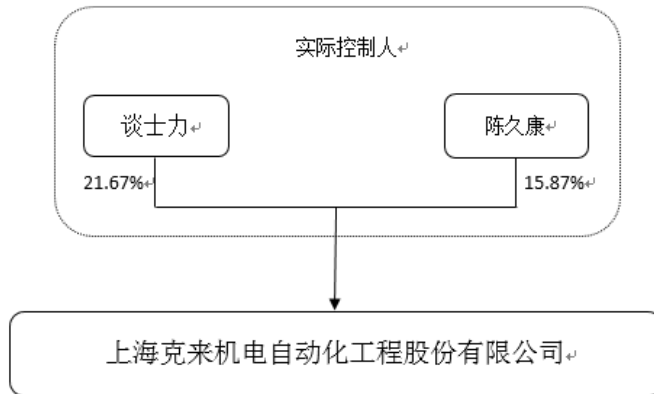 实际控制人
谈士力
陈久康
21.67%
15.87%
上海克来机电自动化工程股份有限公司